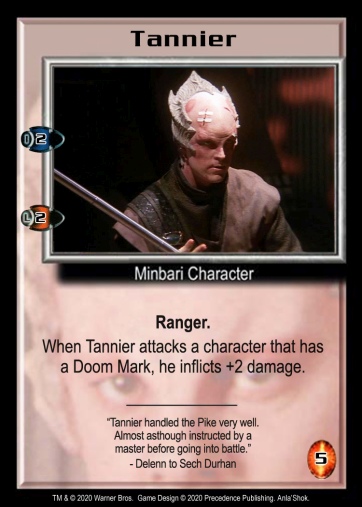 Tannier
D 2
L 2
Minbari Character
Ranger.
When Tannier attacks a character that has
a Doom Mark, he inflicts +2 damage.
“Tannier handled the Pike very well.
Almost asthough instructed by a
master before going into battle.”
- Delenn to Sech Durhan
5
TM & © 2020 Warner Bros. Game Design © 2020 Precedence Publishing. Anla'Shok.